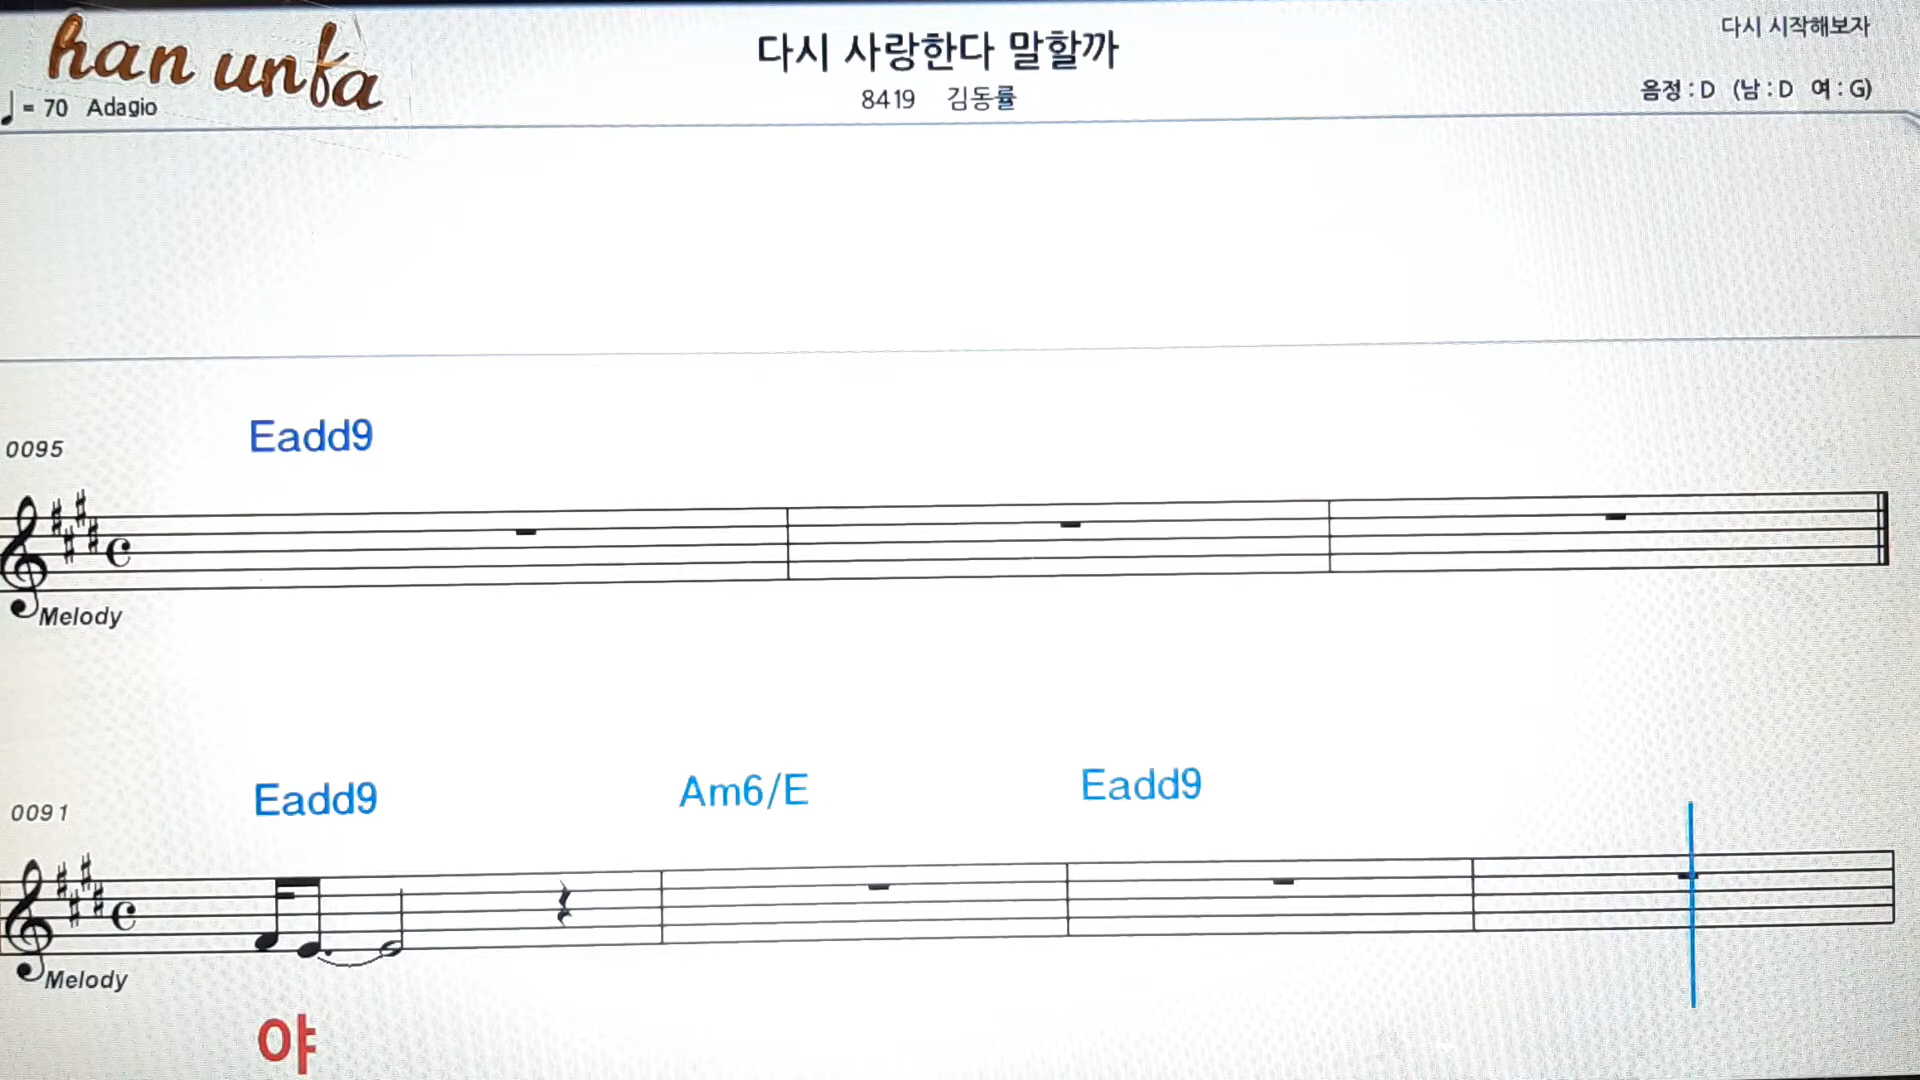 han unfa
♩ = 70 Adagio
다시 사랑한다 말할까
8419 김동률
다시 시작해보자
음정 : D (남 : D 여 : G)
0095
Eadd9
Melody
0091
Eadd9 Am6/E Eadd9
Melody
야